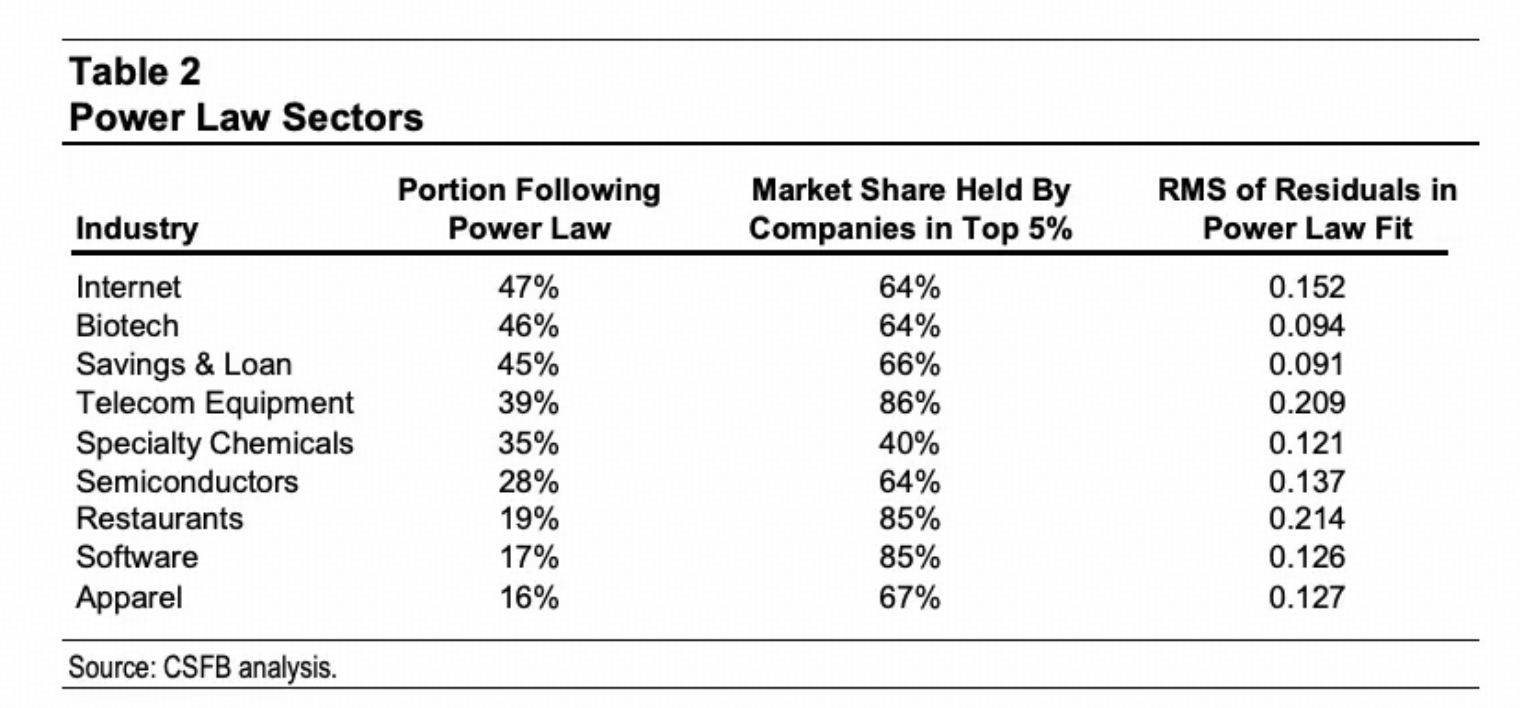 Table 2
Power Law Sectors
Portion Following Market Share Held By RMS of Residuals in
Industry Power Law Companies in Top 5% Power Law Fit
Internet 47% 64% 0.152
Biotech 46% 64% 0.094
Savings & Loan 45% 66% 0.091
Telecom Equipment 39% 86% 0.209
Specialty Chemicals 35% 40% 0.121
Semiconductors 28% 64% 0.137
Restaurants 19% 85% 0.214
Software 17% 85% 0.126
Apparel 16% 67% 0.127
Source: CSFB analysis.